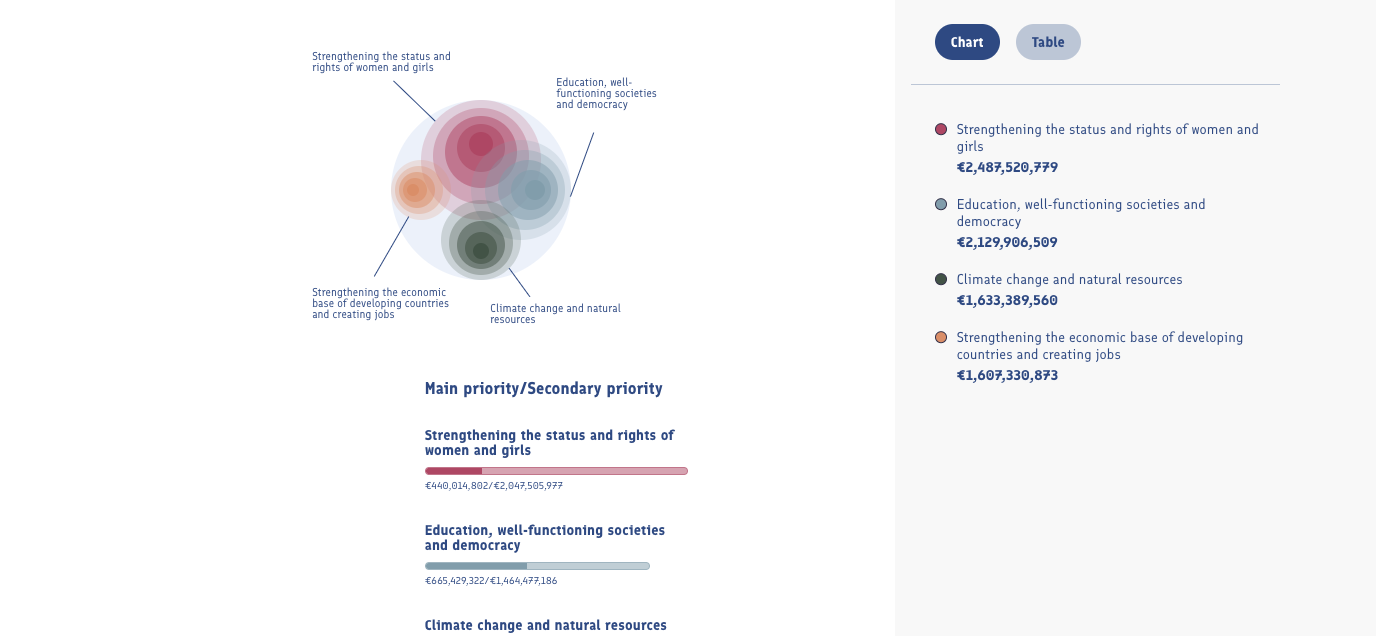 Strengthening the status and
rights of women and girls
Education, well-
functioning societies
and democracy
Strengthening the economic
base of developing countries
and creating jobs
Climate change and natural
resources
Main priority/Secondary priority
Strengthening the status and rights of
women and girls
€440,014,802/€2,047,505,977
Education, well-functioning societies
and democracy
€665,429,322/€1,464,477,186
Climate change and natural resources
Chart
Table
Strengthening the status and rights of women and
girls
€2,487,520,779
Education, well-functioning societies and
democracy
€2,129,906,509
Climate change and natural resources
€1,633,389,560
Strengthening the economic base of developing
countries and creating jobs
€1,607,330,873